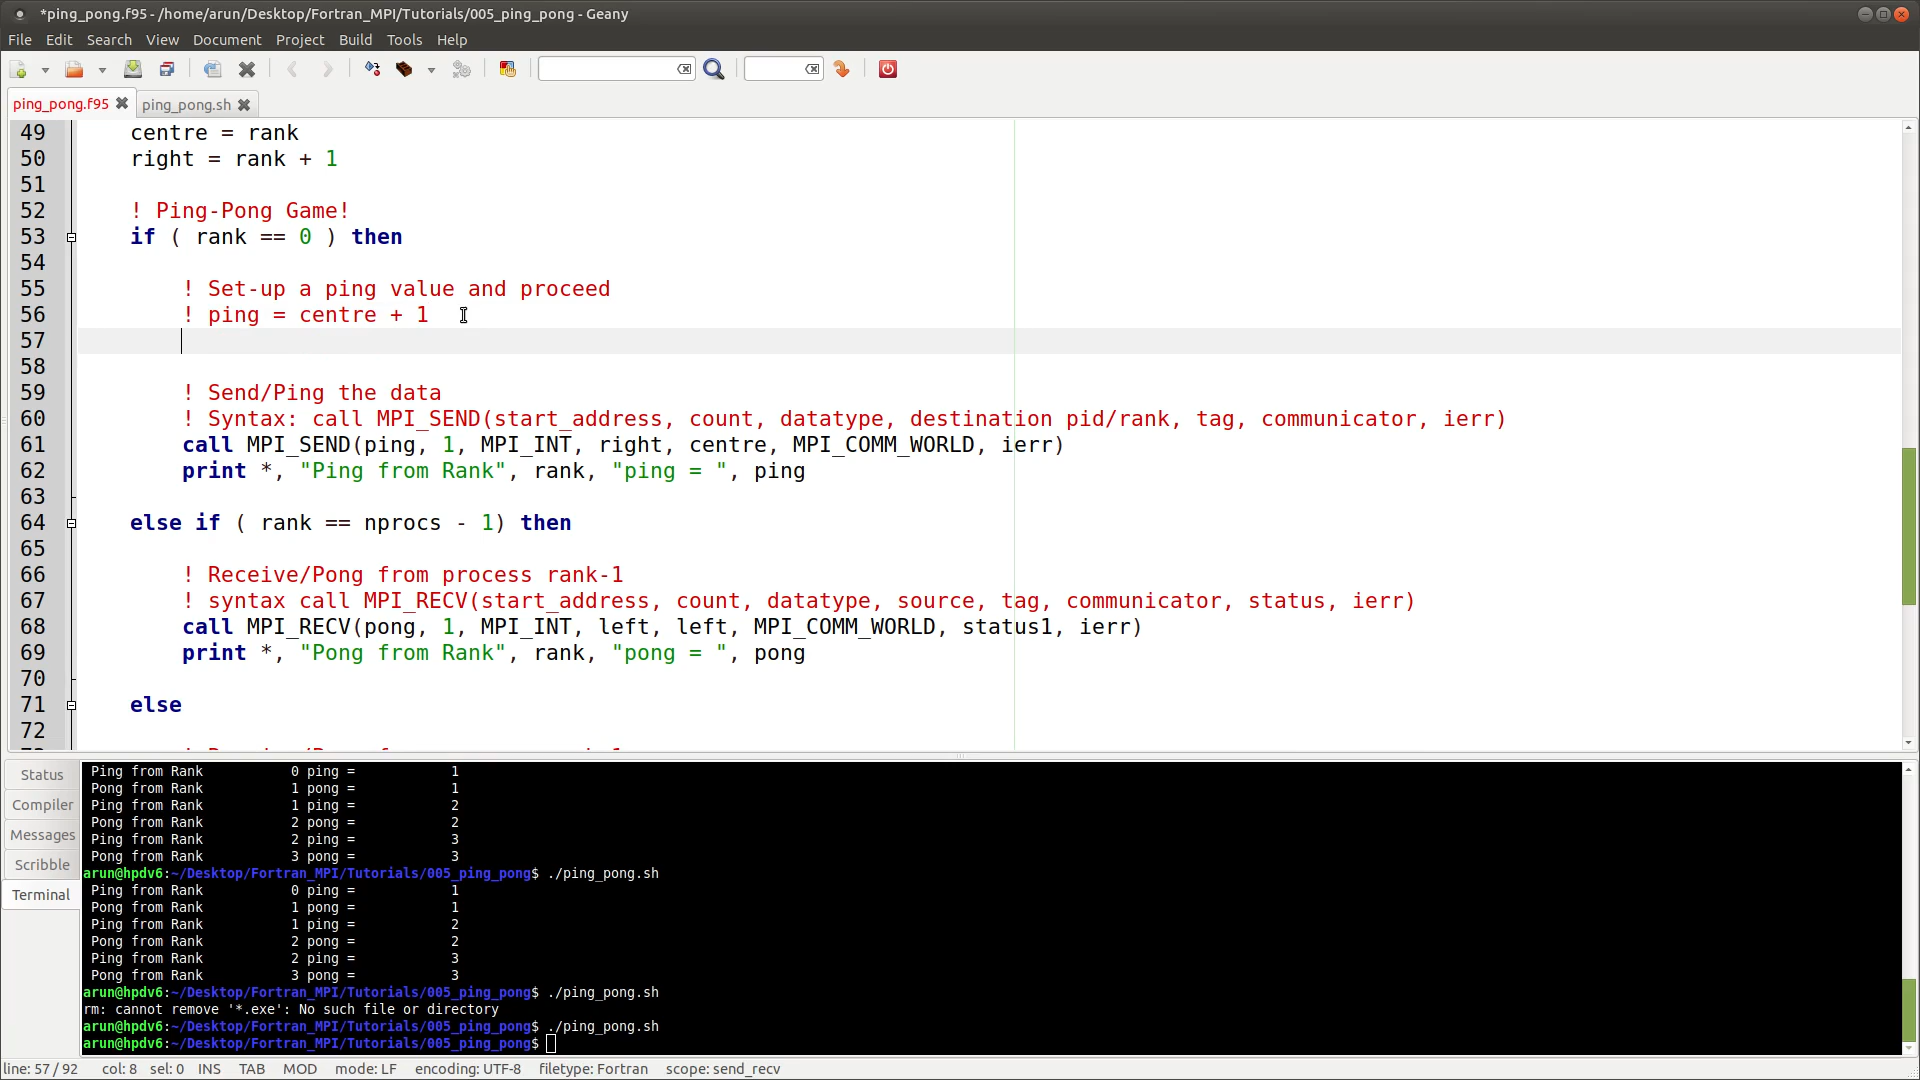 *ping_pong.f95 - /home/arun/Desktop/Fortran_MPI/Tutorials/005_ping_pong - Geany
File Edit Search View Document Project Build Tools Help
ping_pong.f95 ping_pong.sh
49 centre = rank
50 right = rank + 1
51
52 ! Ping-Pong Game!
53 if ( rank == 0 ) then
54
55 ! Set-up a ping value and proceed
56 ! ping = centre + 1
57
58
59 ! Send/Ping the data
60 ! Syntax: call MPI_SEND(start_address, count, datatype, destination pid/rank, tag, communicator, ierr)
61 call MPI_SEND(ping, 1, MPI_INT, right, centre, MPI_COMM_WORLD, ierr)
62 print *, "Ping from Rank", rank, "ping = ", ping
63
64 else if ( rank == nprocs - 1) then
65
66 ! Receive/Pong from process rank-1
67 ! syntax call MPI_RECV(start_address, count, datatype, source, tag, communicator, status, ierr)
68 call MPI_RECV(pong, 1, MPI_INT, left, left, MPI_COMM_WORLD, status1, ierr)
69 print *, "Pong from Rank", rank, "pong = ", pong
70
71 else
72
Status
Compiler
Messages
Scribble
Terminal
Ping from Rank 0 ping = 1
Pong from Rank 1 pong = 1
Ping from Rank 1 ping = 2
Pong from Rank 2 pong = 2
Ping from Rank 2 ping = 3
Pong from Rank 3 pong = 3
arun@hpdv6:~/Desktop/Fortran_MPI/Tutorials/005_ping_pong$ ./ping_pong.sh
Ping from Rank 0 ping = 1
Pong from Rank 1 pong = 1
Ping from Rank 1 ping = 2
Pong from Rank 2 pong = 2
Ping from Rank 2 ping = 3
Pong from Rank 3 pong = 3
arun@hpdv6:~/Desktop/Fortran_MPI/Tutorials/005_ping_pong$ ./ping_pong.sh
rm: cannot remove '*.exe': No such file or directory
arun@hpdv6:~/Desktop/Fortran_MPI/Tutorials/005_ping_pong$ ./ping_pong.sh
arun@hpdv6:~/Desktop/Fortran_MPI/Tutorials/005_ping_pong$
line: 57 / 92 col: 8 sel: 0 INS TAB MOD mode: LF encoding: UTF-8 filetype: Fortran scope: send_recv